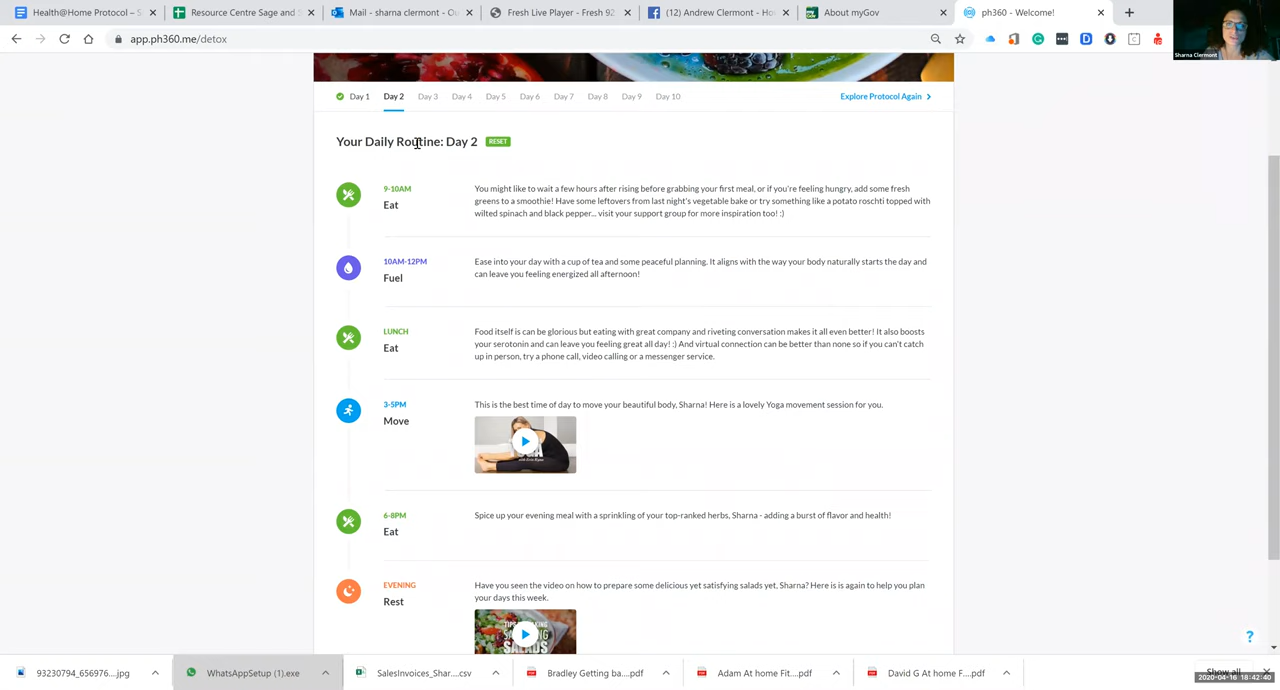 Health@Home Protocol – S
Resource Centre Sage and S
Mail - sharna clermont - Ou
Fresh Live Player - Fresh 92
(12) Andrew Clermont - Ho
About myGov
ph360 - Welcome!
app.ph360.me/detox
Sharna Clermont
Day 1 Day 2 Day 3 Day 4 Day 5 Day 6 Day 7 Day 8 Day 9 Day 10 Explore Protocol Again
Your Daily Routine: Day 2 RESET
9-10AM
Eat
You might like to wait a few hours after rising before grabbing your first meal, or if you're feeling hungry, add some fresh
greens to a smoothie! Have some leftovers from last night's vegetable bake or try something like a potato roschti topped with
wilted spinach and black pepper... visit your support group for more inspiration too! :)
10AM-12PM
Fuel
Ease into your day with a cup of tea and some peaceful planning. It aligns with the way your body naturally starts the day and
can leave you feeling energized all afternoon!
LUNCH
Eat
Food itself is can be glorious but eating with great company and riveting conversation makes it all even better! It also boosts
your serotonin and can leave you feeling great all day! :) And virtual connection can be better than none so if you can't catch
up in person, try a phone call, video calling or a messenger service.
3-5PM
Move
This is the best time of day to move your beautiful body, Sharna! Here is a lovely Yoga movement session for you.
6-8PM
Eat
Spice up your evening meal with a sprinkling of your top-ranked herbs, Sharna - adding a burst of flavor and health!
EVENING
Rest
Have you seen the video on how to prepare some delicious yet satisfying salads yet, Sharna? Here is is again to help you plan
your days this week.
?
93230794_656976....jpg
WhatsAppSetup (1).exe
SalesInvoices_Shar....csv
Bradley Getting ba....pdf
Adam At home Fit....pdf
David G At home F....pdf
Show all
2020-04-16 18:42:40